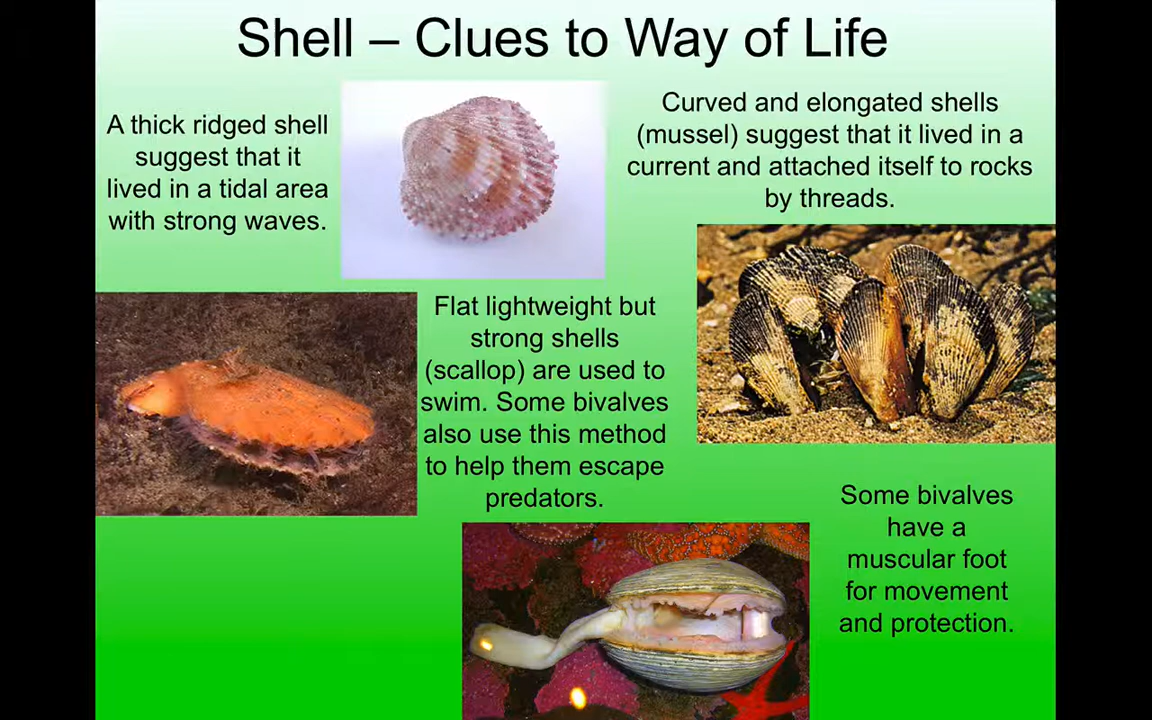 Shell – Clues to Way of Life
A thick ridged shell
suggest that it
lived in a tidal area
with strong waves.
Curved and elongated shells
(mussel) suggest that it lived in a
current and attached itself to rocks
by threads.
Flat lightweight but
strong shells
(scallop) are used to
swim. Some bivalves
also use this method
to help them escape
predators.
Some bivalves
have a
muscular foot
for movement
and protection.